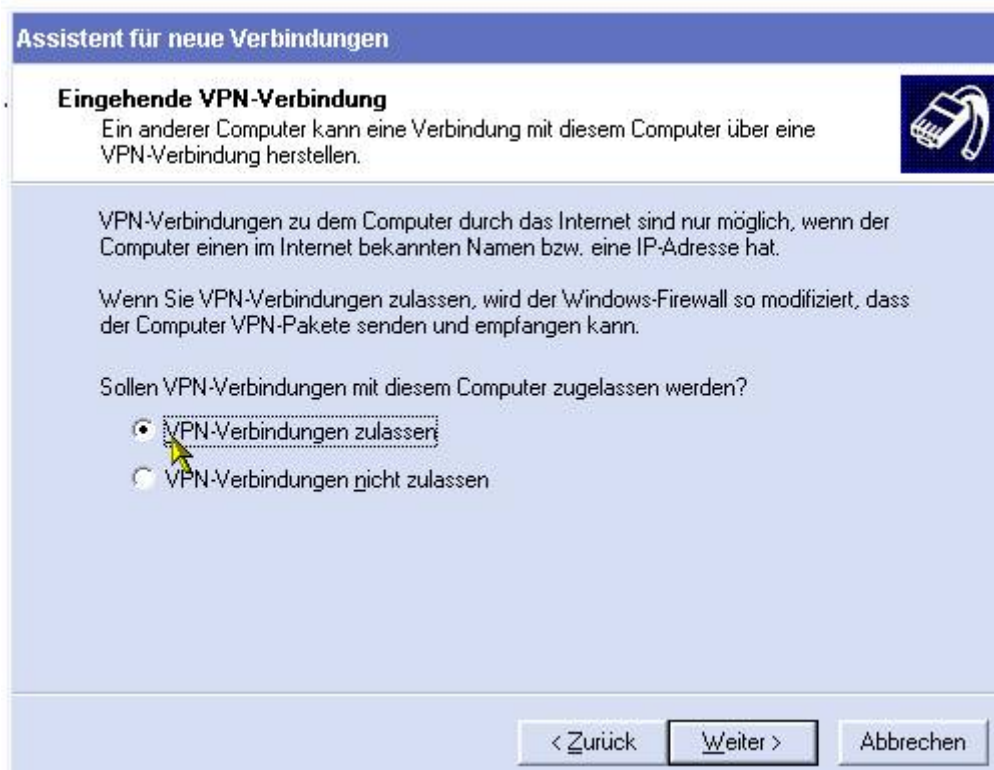 Assistent für neue Verbindungen
Eingehende VPN-Verbindung
Ein anderer Computer kann eine Verbindung mit diesem Computer über eine
VPN-Verbindung herstellen.
VPN-Verbindungen zu dem Computer durch das Internet sind nur möglich, wenn der
Computer einen im Internet bekannten Namen bzw. eine IP-Adresse hat.
Wenn Sie VPN-Verbindungen zulassen, wird der Windows-Firewall so modifiziert, dass
der Computer VPN-Pakete senden und empfangen kann.
Sollen VPN-Verbindungen mit diesem Computer zugelassen werden?
VPN-Verbindungen zulassen
VPN-Verbindungen nicht zulassen
< Zurück Weiter > Abbrechen